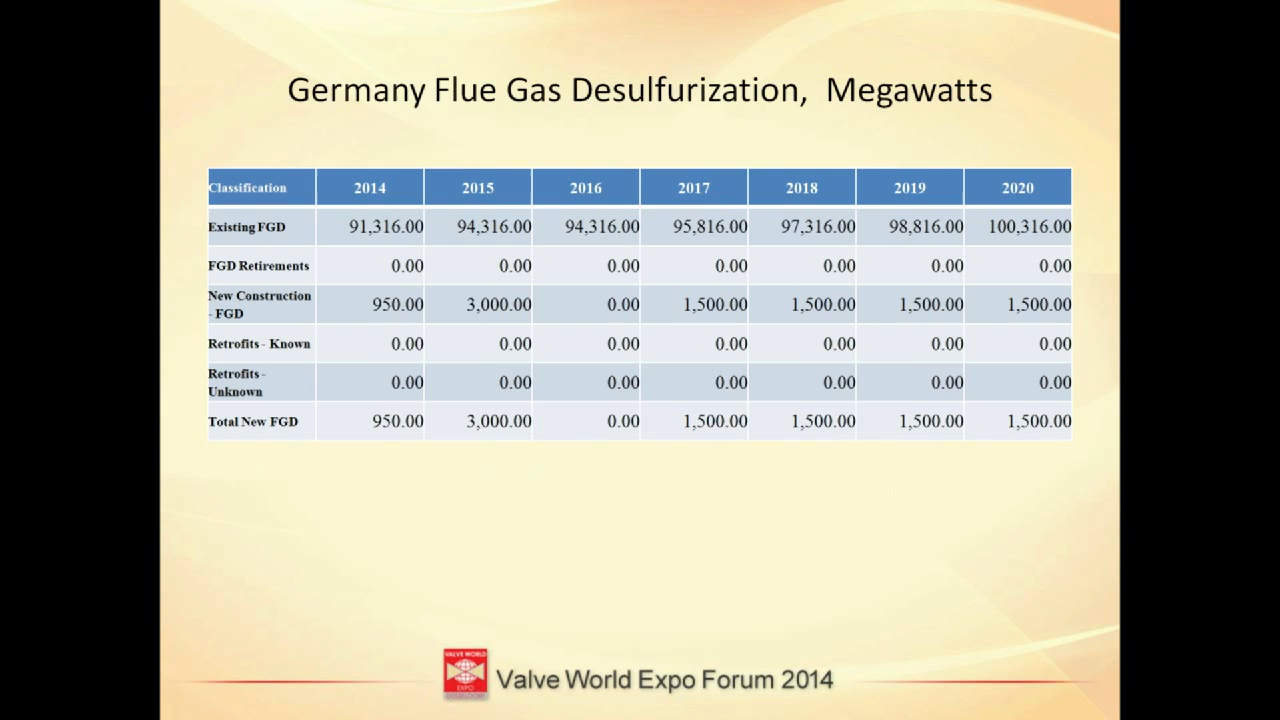 Germany Flue Gas Desulfurization, Megawatts
Classification 2014 2015 2016 2017 2018 2019 2020
Existing FGD 91,316.00 94,316.00 94,316.00 95,816.00 97,316.00 98,816.00 100,316.00
FGD Retirements 0.00 0.00 0.00 0.00 0.00 0.00 0.00
New Construction
- FGD 950.00 3,000.00 0.00 1,500.00 1,500.00 1,500.00 1,500.00
Retrofits - Known 0.00 0.00 0.00 0.00 0.00 0.00 0.00
Retrofits -
Unknown 0.00 0.00 0.00 0.00 0.00 0.00 0.00
Total New FGD 950.00 3,000.00 0.00 1,500.00 1,500.00 1,500.00 1,500.00
VALVE WORLD
EXPO
Valve World Expo Forum 2014